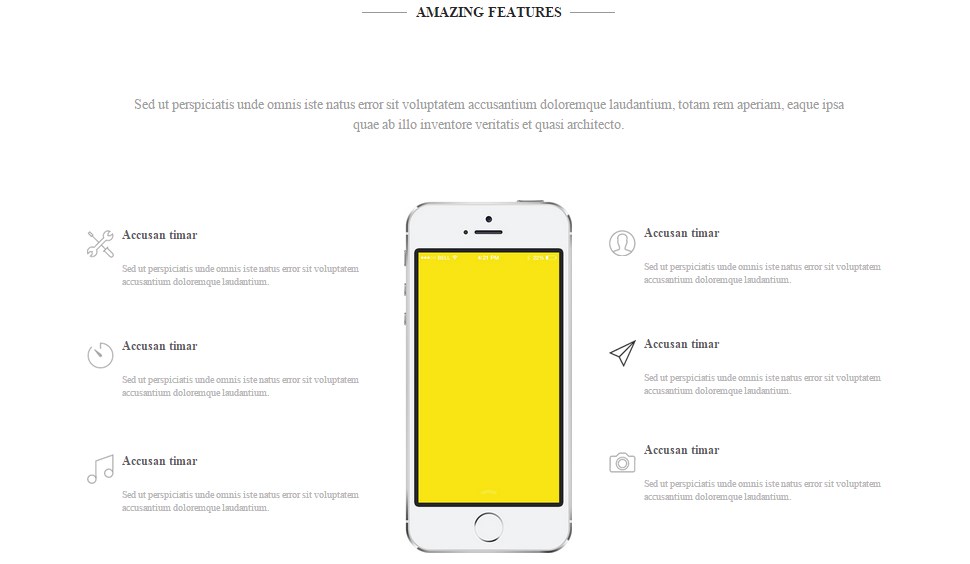 AMAZING FEATURES
Sed ut perspiciatis unde omnis iste natus error sit voluptatem accusantium doloremque laudantium, totam rem aperiam, eaque ipsa
quae ab illo inventore veritatis et quasi architecto.
Accusan timar
Sed ut perspiciatis unde omnis iste natus error sit voluptatem
accusantium doloremque laudantium.
Accusan timar
Sed ut perspiciatis unde omnis iste natus error sit voluptatem
accusantium doloremque laudantium.
Accusan timar
Sed ut perspiciatis unde omnis iste natus error sit voluptatem
accusantium doloremque laudantium.
BELL 4:21 PM 22%
Accusan timar
Sed ut perspiciatis unde omnis iste natus error sit voluptatem
accusantium doloremque laudantium.
Accusan timar
Sed ut perspiciatis unde omnis iste natus error sit voluptatem
accusantium doloremque laudantium.
Accusan timar
Sed ut perspiciatis unde omnis iste natus error sit voluptatem
accusantium doloremque laudantium.